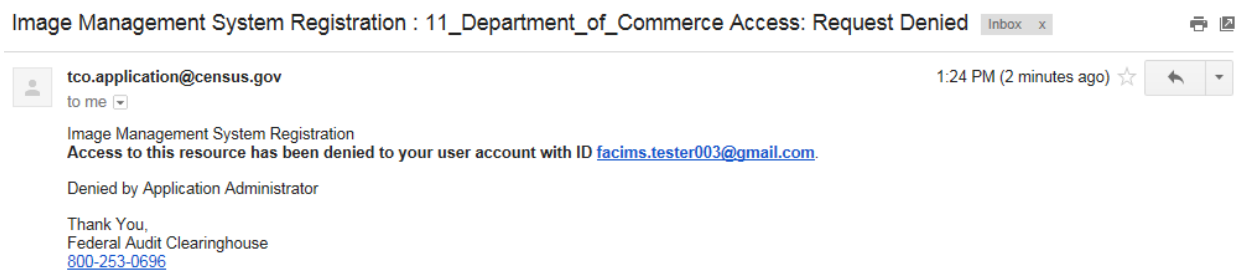 Image Management System Registration : 11_Department_of_Commerce Access: Request Denied Inbox x
tco.application@census.gov 1:24 PM (2 minutes ago)
to me
Image Management System Registration
Access to this resource has been denied to your user account with ID facims.tester003@gmail.com.
Denied by Application Administrator
Thank You,
Federal Audit Clearinghouse
800-253-0696